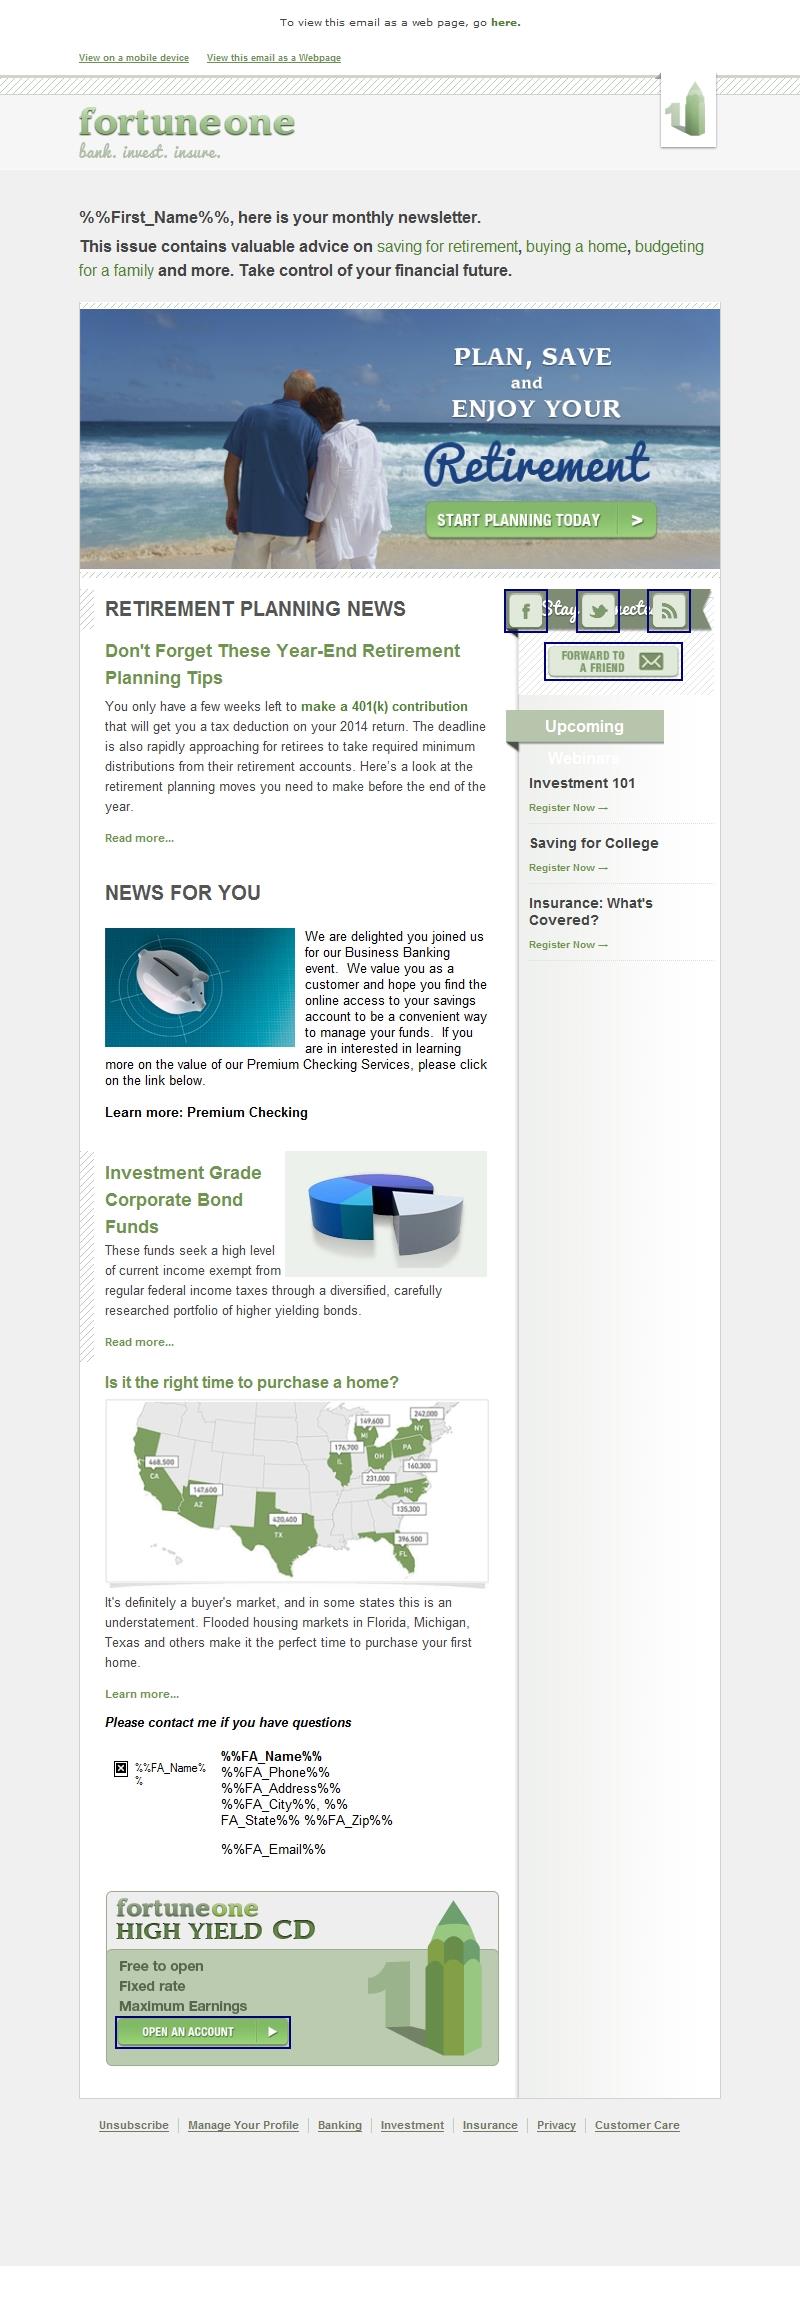 To view this email as a web page, go here.
View on a mobile device View this email as a Webpage
fortuneone
bank. invest. insure.
1
%%First_Name%%, here is your monthly newsletter.
This issue contains valuable advice on saving for retirement, buying a home, budgeting
for a family and more. Take control of your financial future.
PLAN, SAVE
and
ENJOY YOUR
Retirement
START PLANNING TODAY >
RETIREMENT PLANNING NEWS
Don't Forget These Year-End Retirement
Planning Tips
You only have a few weeks left to make a 401(k) contribution
that will get you a tax deduction on your 2014 return. The deadline
is also rapidly approaching for retirees to take required minimum
distributions from their retirement accounts. Here's a look at the
retirement planning moves you need to make before the end of the
year.
Read more...
NEWS FOR YOU
We are delighted you joined us
for our Business Banking
event. We value you as a
customer and hope you find the
online access to your savings
account to be a convenient way
to manage your funds. If you
are in interested in learning
more on the value of our Premium Checking Services, please click
on the link below.
Learn more: Premium Checking
Investment Grade
Corporate Bond
Funds
These funds seek a high level
of current income exempt from
regular federal income taxes through a diversified, carefully
researched portfolio of higher yielding bonds.
Read more...
Is it the right time to purchase a home?
242,000
NY
149,600
MI
176,700
IL
OH
PA
468,500
CA
160,300
231,000
147,600
AZ
NC
135,300
420,400
TX
396,500
FL
It's definitely a buyer's market, and in some states this is an
understatement. Flooded housing markets in Florida, Michigan,
Texas and others make it the perfect time to purchase your first
home.
Learn more...
Please contact me if you have questions
%%FA_Name%
%
%%FA_Name%%
%%FA_Phone%%
%%FA_Address%%
%%FA_City%%, %%
FA_State%% %%FA_Zip%%
%%FA_Email%%
fortuneone
HIGH YIELD CD
Free to open
Fixed rate
Maximum Earnings
OPEN AN ACCOUNT
1
f Stay
FORWARD TO
A FRIEND
Upcoming
Webinars
Investment 101
Register Now →
Saving for College
Register Now →
Insurance: What's
Covered?
Register Now →
Unsubscribe Manage Your Profile Banking Investment Insurance Privacy Customer Care